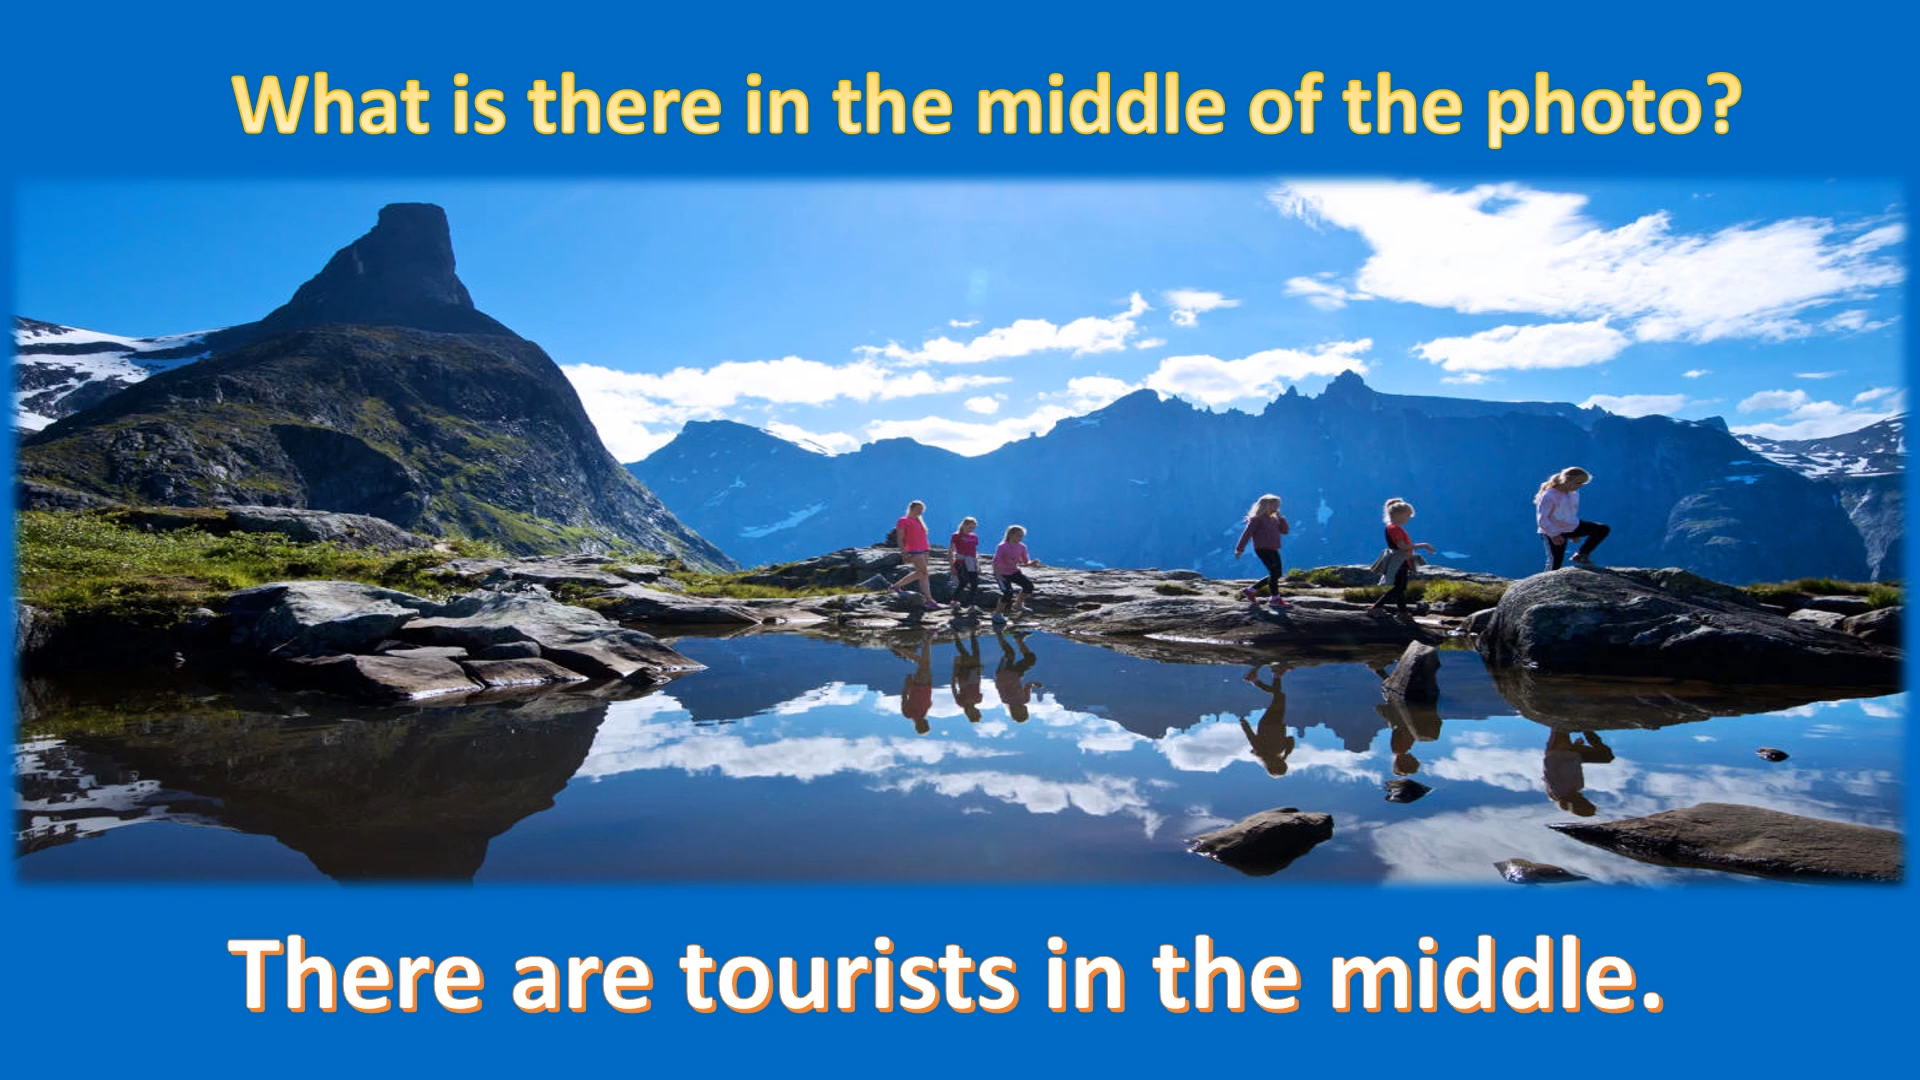 What is there in the middle of the photo?
There are tourists in the middle.